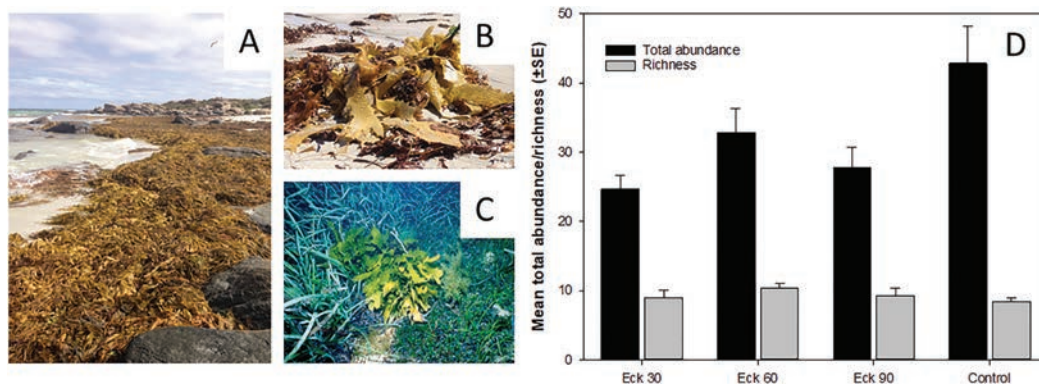 A
B
C
D
Mean total abundance/richness (±SE)
50
40
30
20
10
0
Total abundance
Richness
Eck 30 Eck 60 Eck 90 Control